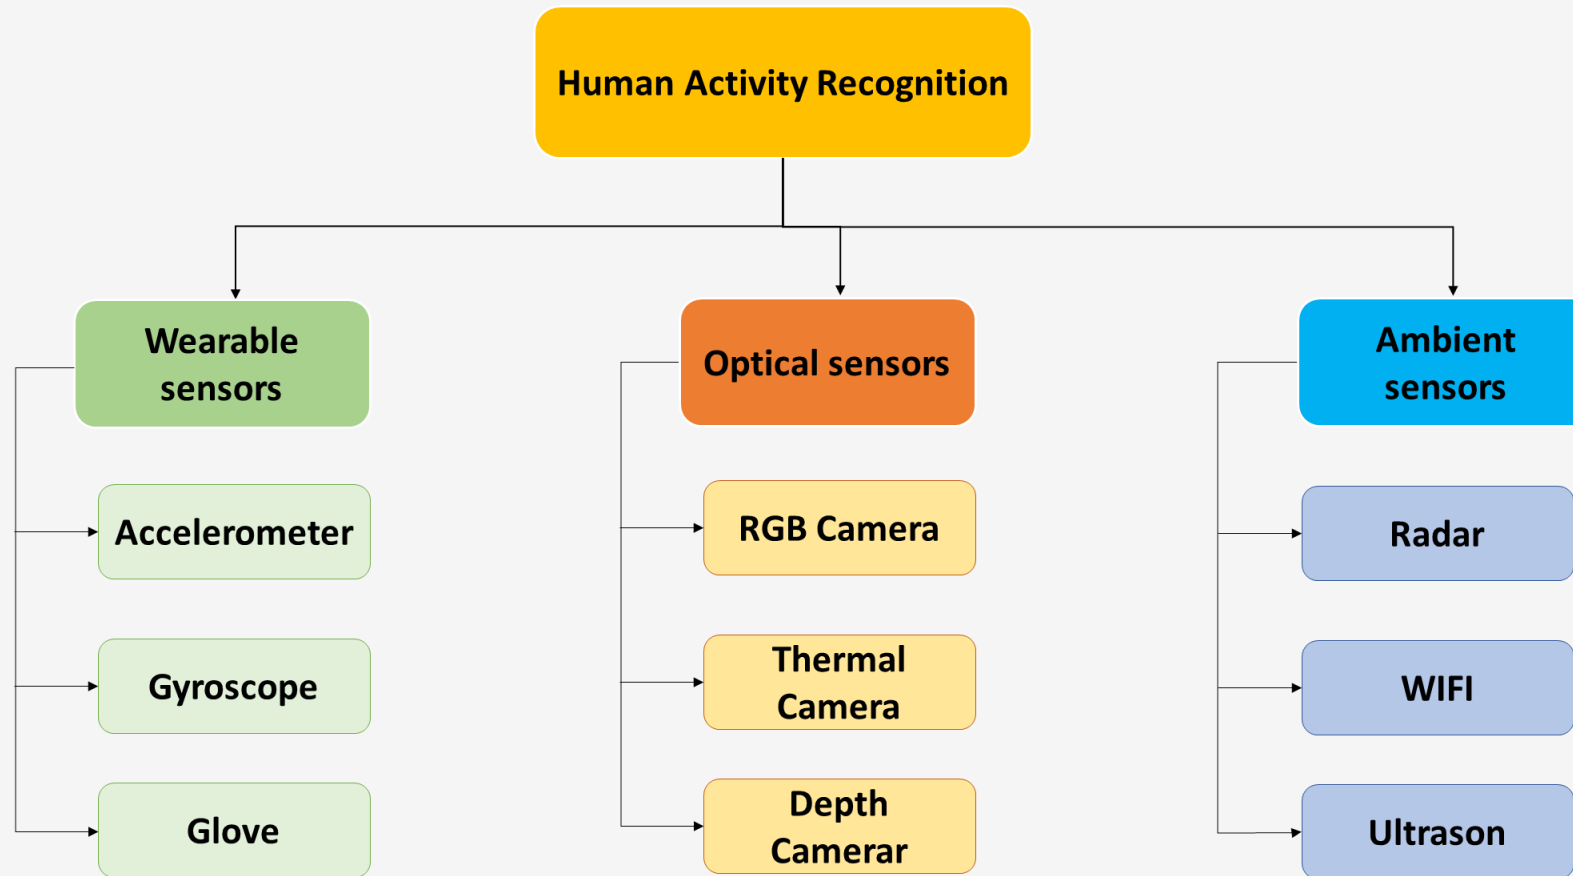 Human Activity Recognition
Wearable
sensors
Accelerometer
Gyroscope
Glove
Optical sensors
RGB Camera
Thermal
Camera
Depth
Camerar
Ambient
sensors
Radar
WIFI
Ultrason